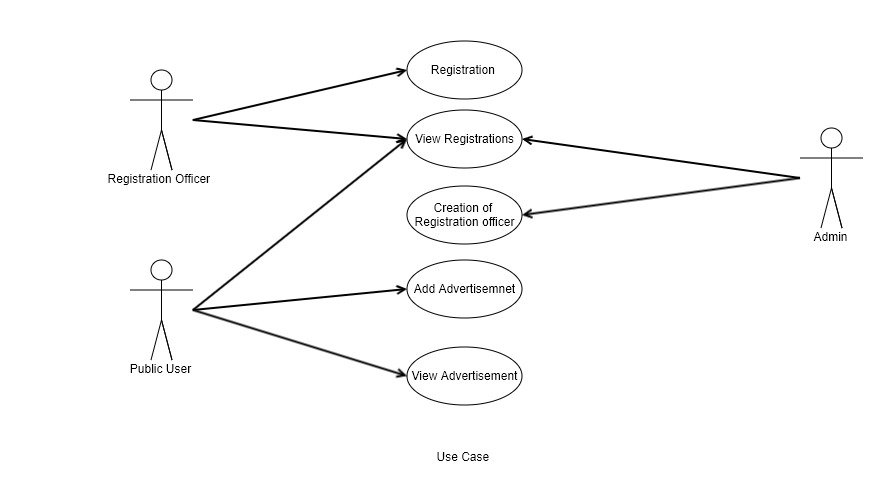 Registration
View Registrations
Registration Officer
Creation of
Registration officer
Admin
Add Advertisemnet
Public User
View Advertisement
Use Case